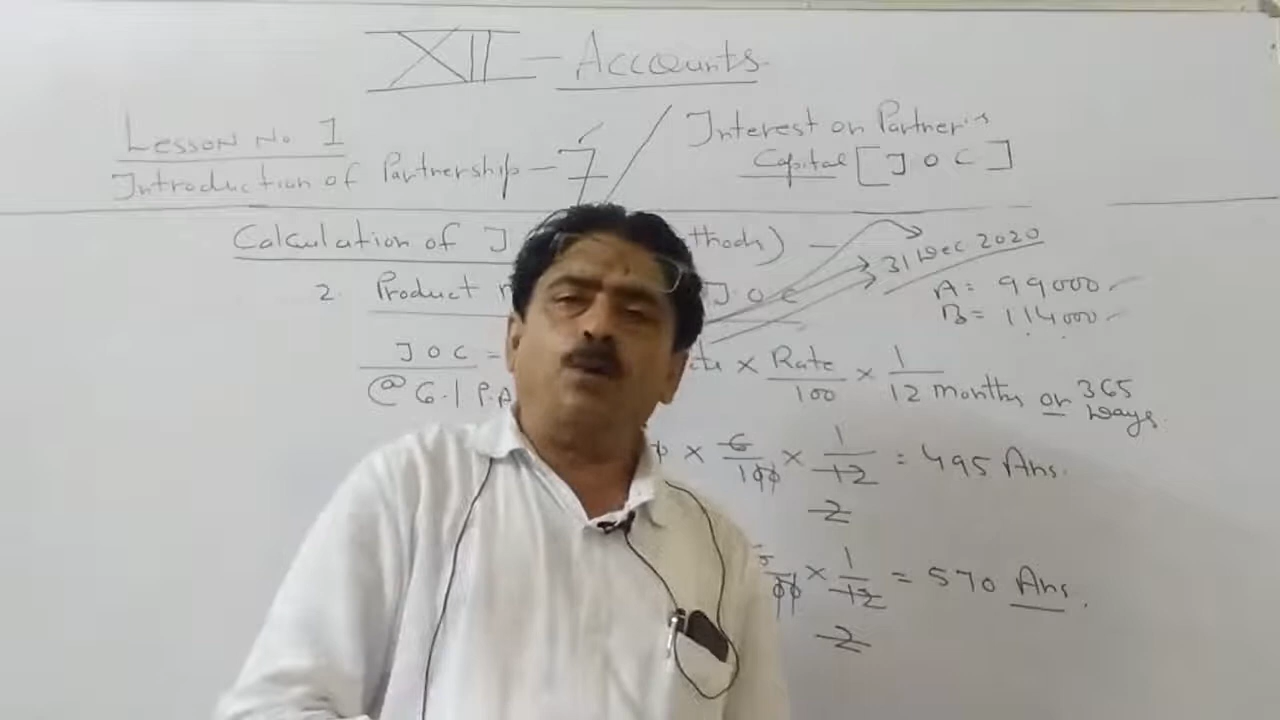 XII - Accounts
Lesson No 1
Introduction of Partnership - 7
Interest on Partner's
Capital [I O C]
Calculation of I thods) -
31 Dec 2020
A = 99000
B = 114000
2. Product I O C
I O C =
@ 6.1 P.A
× Rate/100 × 1/12 months or 365 Days.
× 6/100 × 1/12 = 495 Ans.
2
× 1/12 = 570 Ans.
2